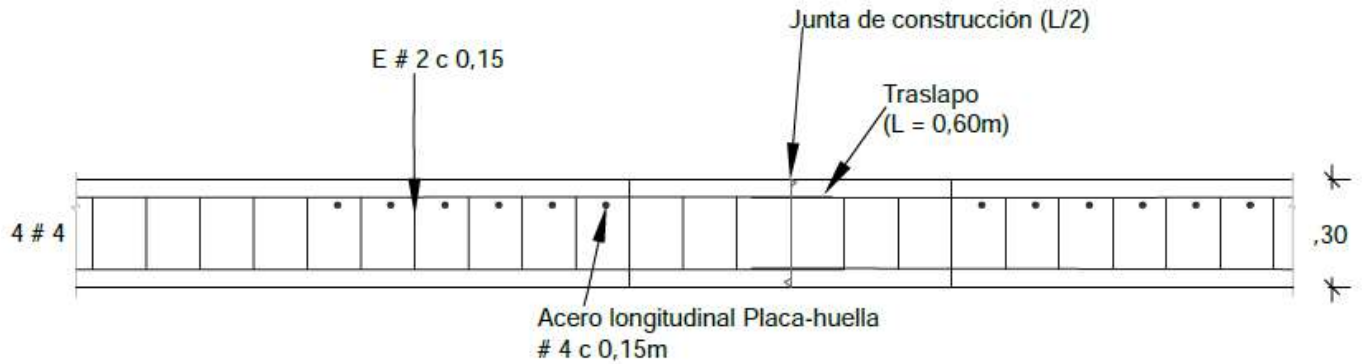 Junta de construcción (L/2)
E # 2 c 0,15
Traslapo
(L = 0,60m)
4 # 4
,30
Acero longitudinal Placa-huella
# 4 c 0,15m